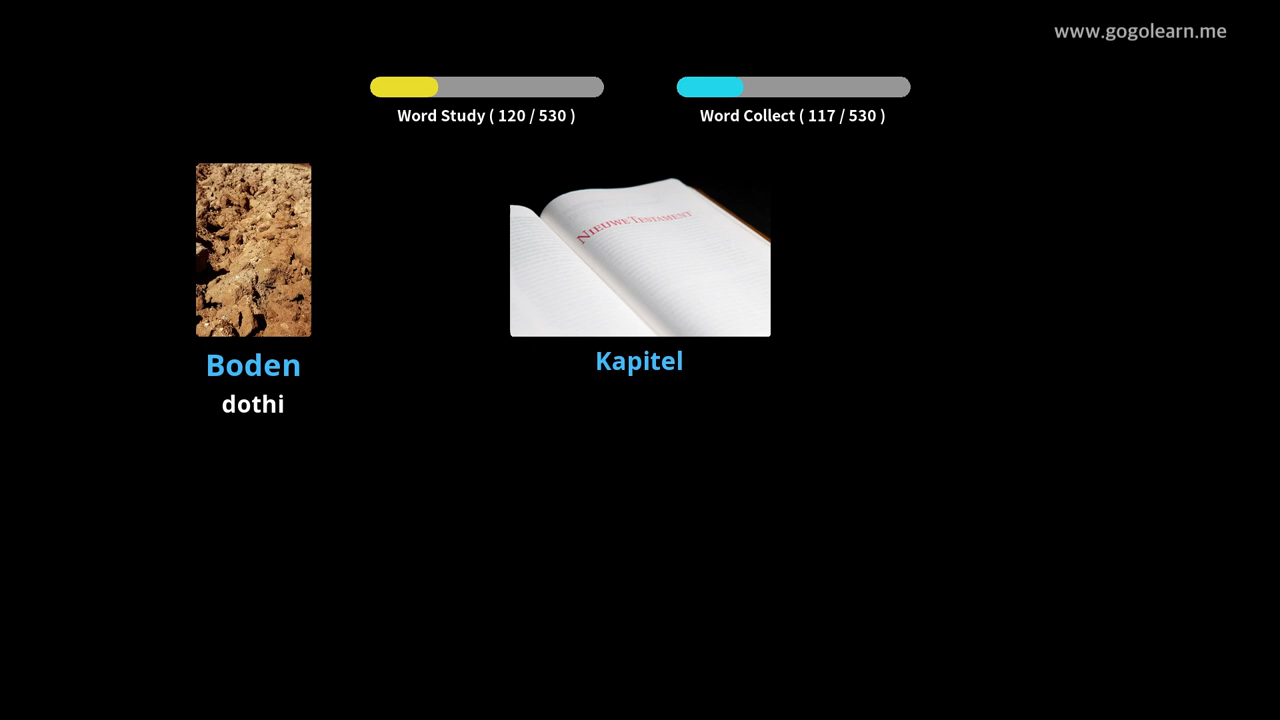 www.gogolearn.me
Word Study ( 120 / 530 )
Word Collect ( 117 / 530 )
NIEUWE TESTAMENT
Boden
Kapitel
dothi